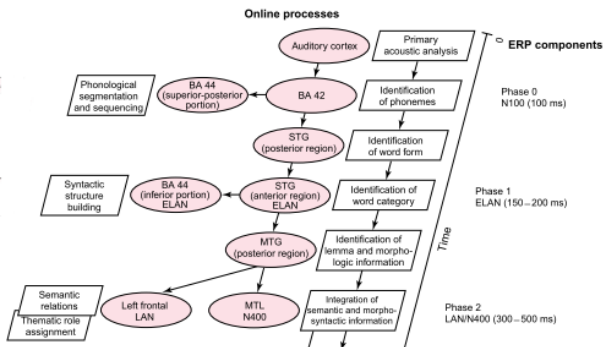 Online processes
Auditory cortex
Primary
acoustic analysis
0
ERP components
Phonological
segmentation
and sequencing
BA 44
(superior-posterior
portion)
BA 42
Identification
of phonemes
Phase 0
N100 (100 ms)
STG
(posterior region)
Identification
of word form
Syntactic
structure
building
BA 44
(inferior portion)
ELAN
STG
(anterior region)
ELAN
Identification of
word category
Phase 1
ELAN (150–200 ms)
Time
MTG
(posterior region)
Identification of
lemma and morpho-
logic information
Semantic
relations
Thematic role
assignment
Left frontal
LAN
MTL
N400
Integration of
semantic and morpho-
syntactic information
Phase 2
LAN/N400 (300–500 ms)